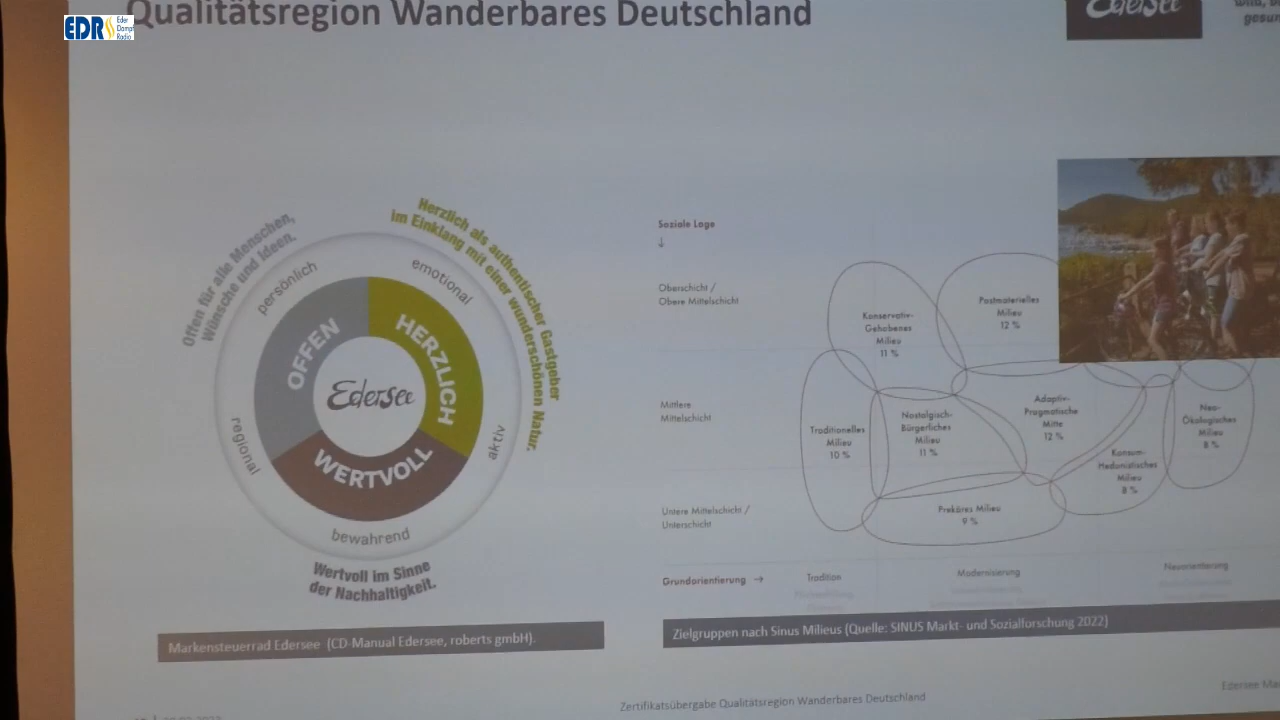 Qualitätsregion Wanderbares Deutschland
EDR Eder
Dampf
Radio
Edersee
Offen für alle Menschen,
Wünsche und Ideen.
Herzlich als authentischer Gastgeber
im Einklang mit einer wunderschönen Natur.
persönlich
emotional
OFFEN
HERZLICH
Edersee
WERTVOLL
regional
aktiv
bewahrend
Wertvoll im Sinne
der Nachhaltigkeit.
Markensteuerrad Edersee (CD-Manual Edersee, roberts gmbH).
Soziale Lage
↓
Oberschicht /
Obere Mittelschicht
Mittlere
Mittelschicht
Untere Mittelschicht /
Unterschicht
Konservativ-
Gehobenes
Milieu
11 %
Postmaterielles
Milieu
12 %
Traditionelles
Milieu
10 %
Nostalgisch-
Bürgerliches
Milieu
11 %
Adaptiv-
Pragmatische
Mitte
12 %
Konsum-
Hedonistisches
Milieu
8 %
Neo-
Ökologisches
Milieu
8 %
Prekäres Milieu
9 %
Grundorientierung →
Tradition
Modernisierung
Neuorientierung
Zielgruppen nach Sinus Milieus (Quelle: SINUS Markt- und Sozialforschung 2022)
Zertifikatsübergabe Qualitätsregion Wanderbares Deutschland
Edersee